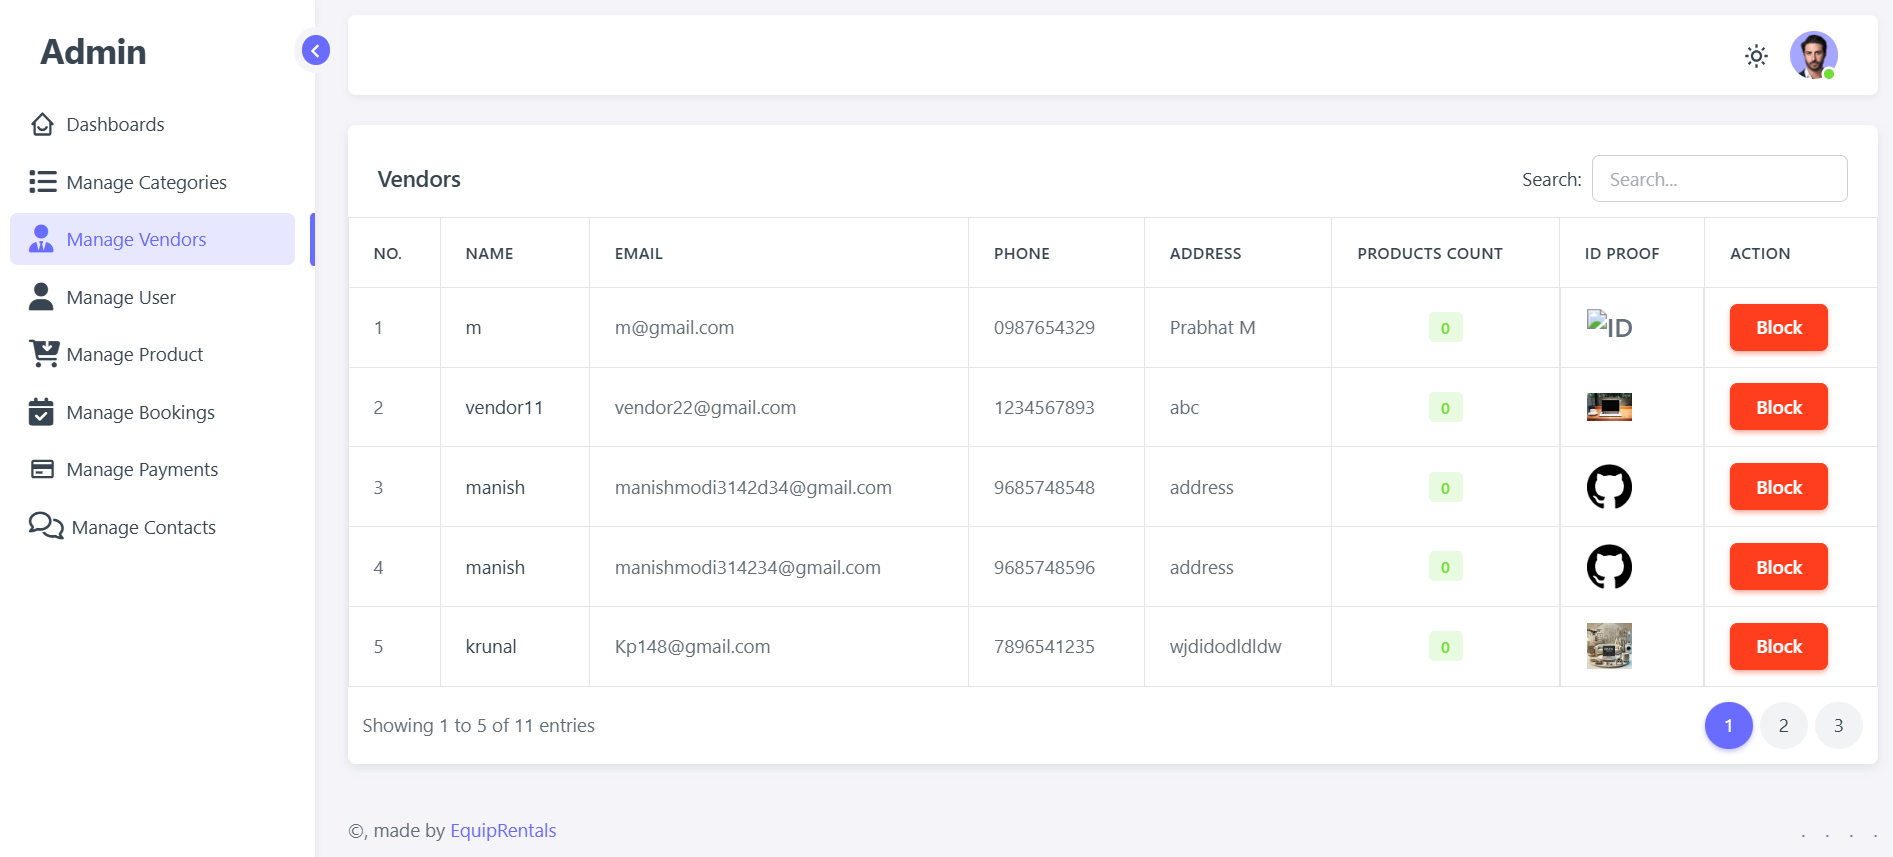 Admin
Dashboards
Manage Categories
Manage Vendors
Manage User
Manage Product
Manage Bookings
Manage Payments
Manage Contacts
Vendors
Search: Search...
NO. NAME EMAIL PHONE ADDRESS PRODUCTS COUNT ID PROOF ACTION
1 m m@gmail.com 0987654329 Prabhat M 0 ID Block
2 vendor11 vendor22@gmail.com 1234567893 abc 0 Block
3 manish manishmodi3142d34@gmail.com 9685748548 address 0 Block
4 manish manishmodi314234@gmail.com 9685748596 address 0 Block
5 krunal Kp148@gmail.com 7896541235 wjdidodldldw 0 Block
Showing 1 to 5 of 11 entries 1 2 3
©, made by EquipRentals